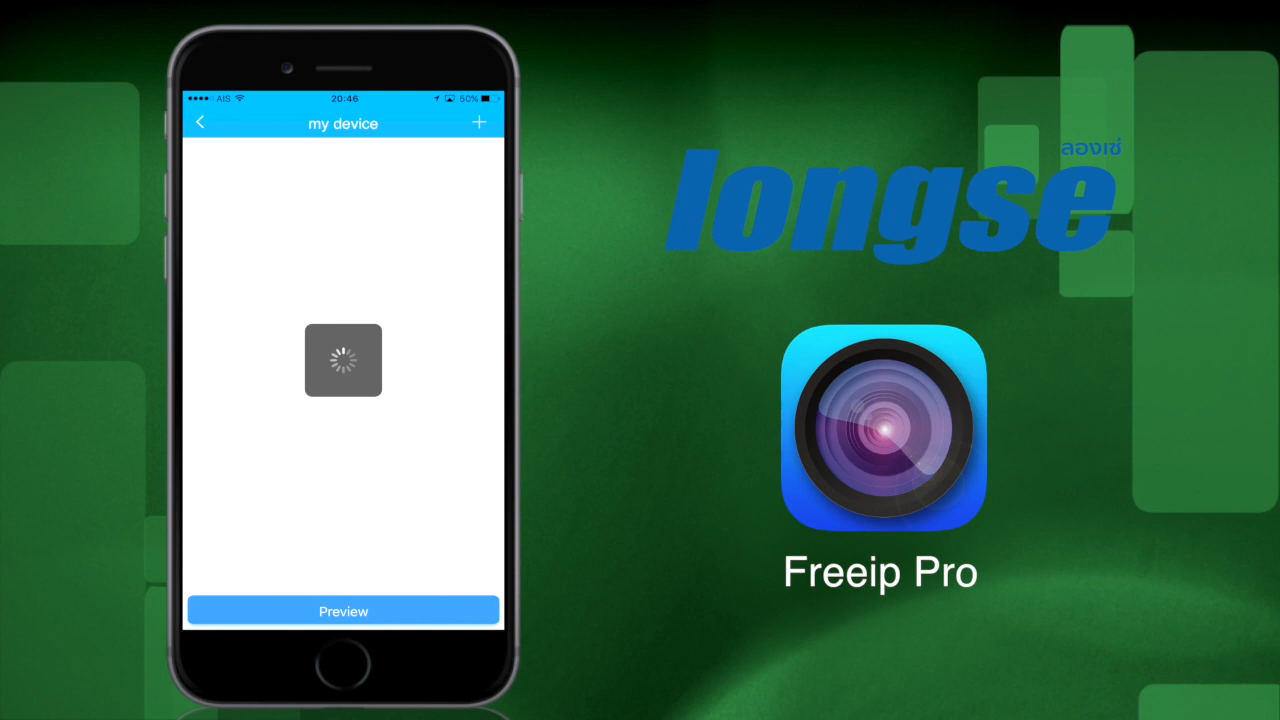 AIS 20:46 50%
my device
Preview
ลองเซ่
longse
Freeip Pro